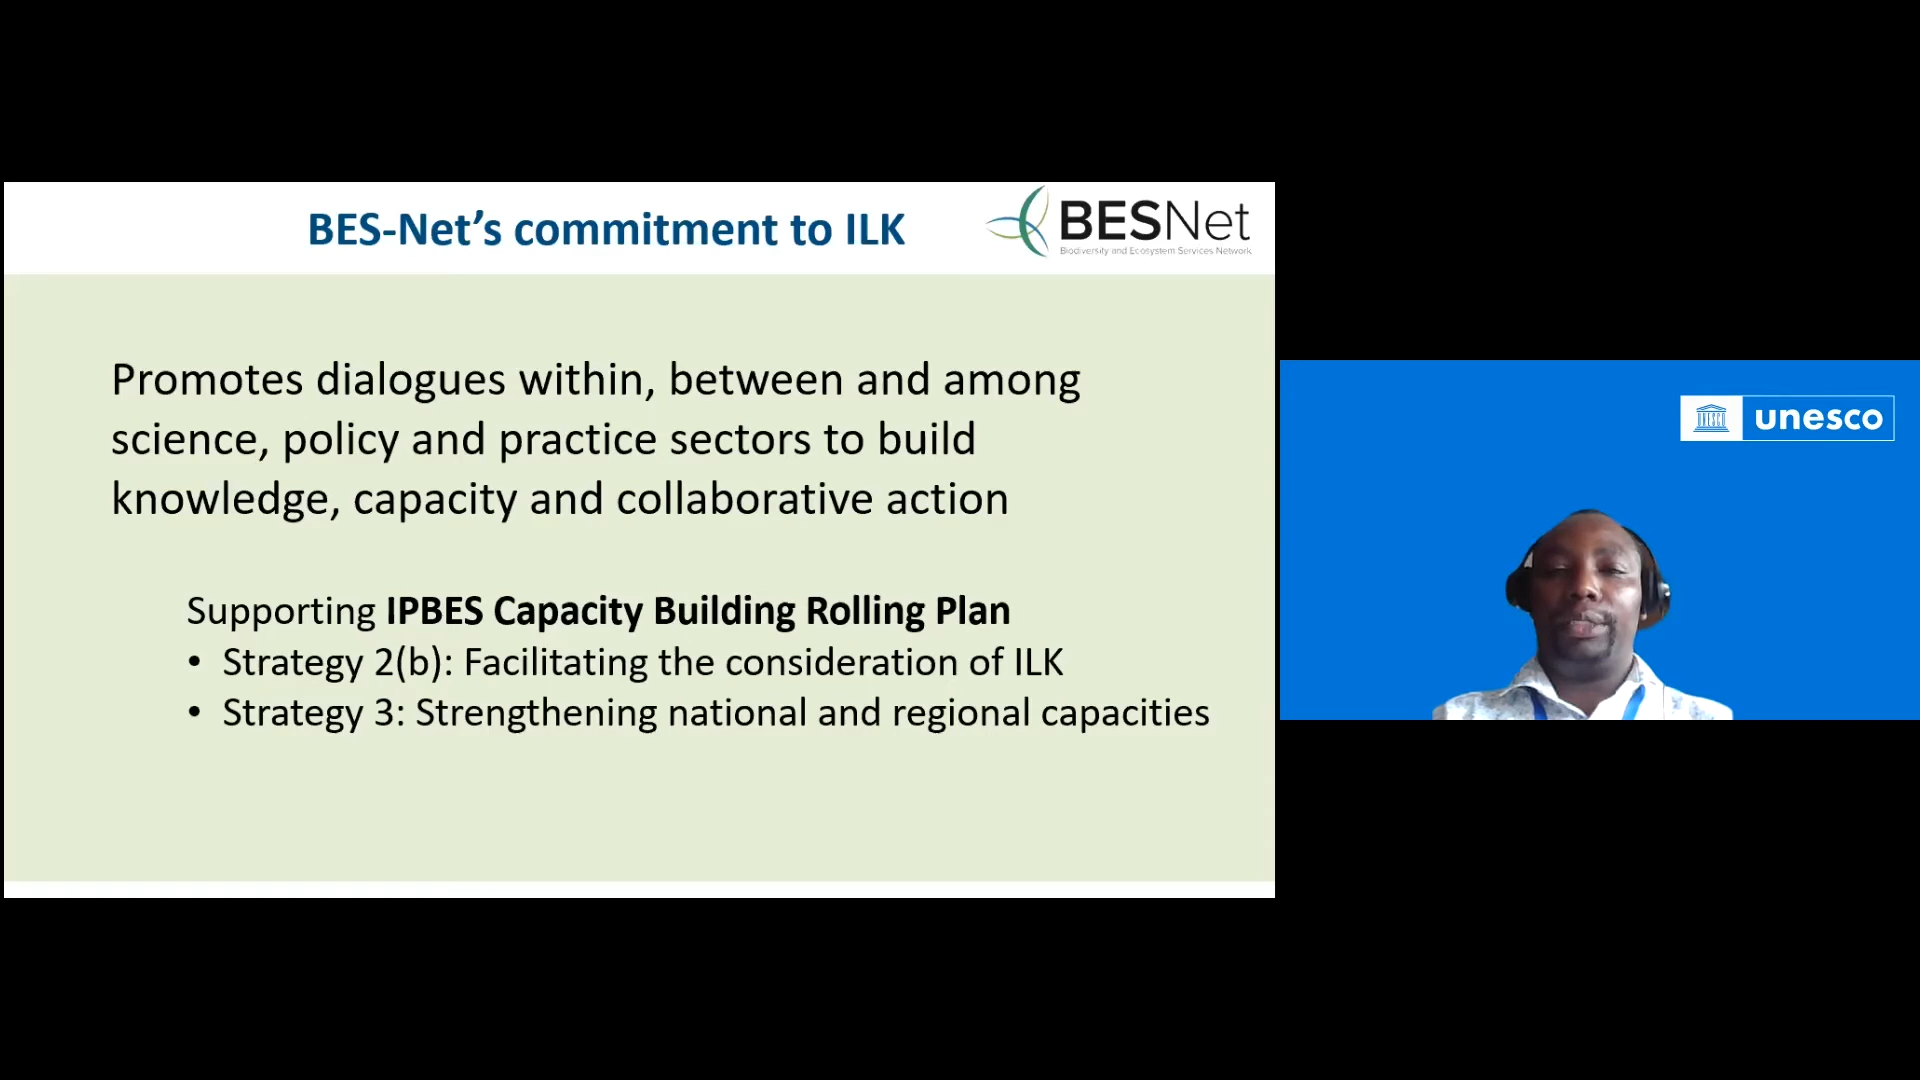 BES-Net’s commitment to ILK
BESNet
Biodiversity and Ecosystem Services Network
Promotes dialogues within, between and among
science, policy and practice sectors to build
knowledge, capacity and collaborative action
Supporting IPBES Capacity Building Rolling Plan
• Strategy 2(b): Facilitating the consideration of ILK
• Strategy 3: Strengthening national and regional capacities
UNESCO
unesco